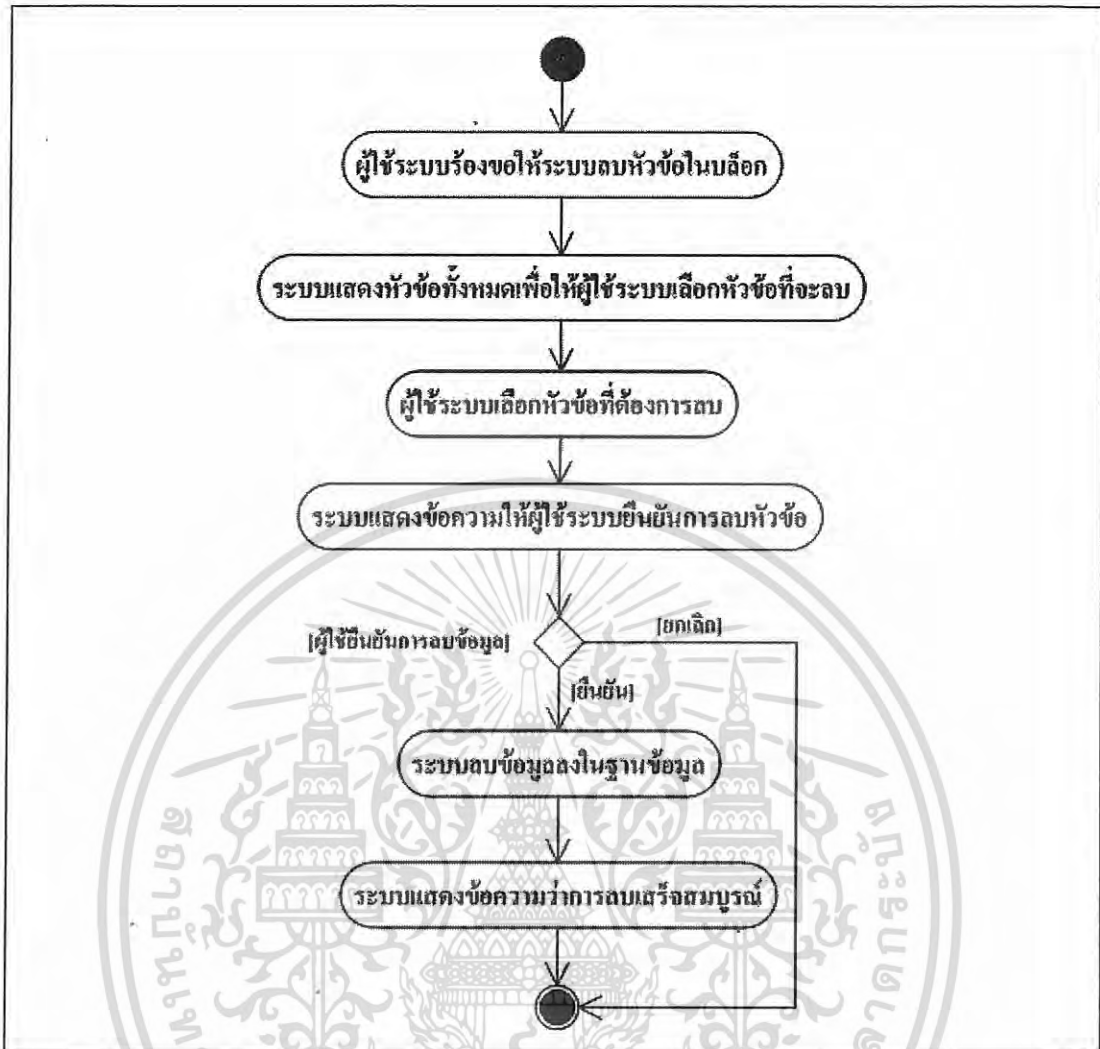 ผู้ใช้ระบบร้องขอให้ระบบลบหัวข้อในบล็อก
ระบบแสดงหัวข้อทั้งหมดเพื่อให้ผู้ใช้ระบบเลือกหัวข้อที่จะลบ
ผู้ใช้ระบบเลือกหัวข้อที่ต้องการลบ
ระบบแสดงข้อความให้ผู้ใช้ระบบยืนยันการลบหัวข้อ
[ผู้ใช้ยืนยันการลบข้อมูล]
[ยกเลิก]
[ยืนยัน]
ระบบลบข้อมูลลงในฐานข้อมูล
ระบบแสดงข้อความว่าการลบเสร็จสมบูรณ์